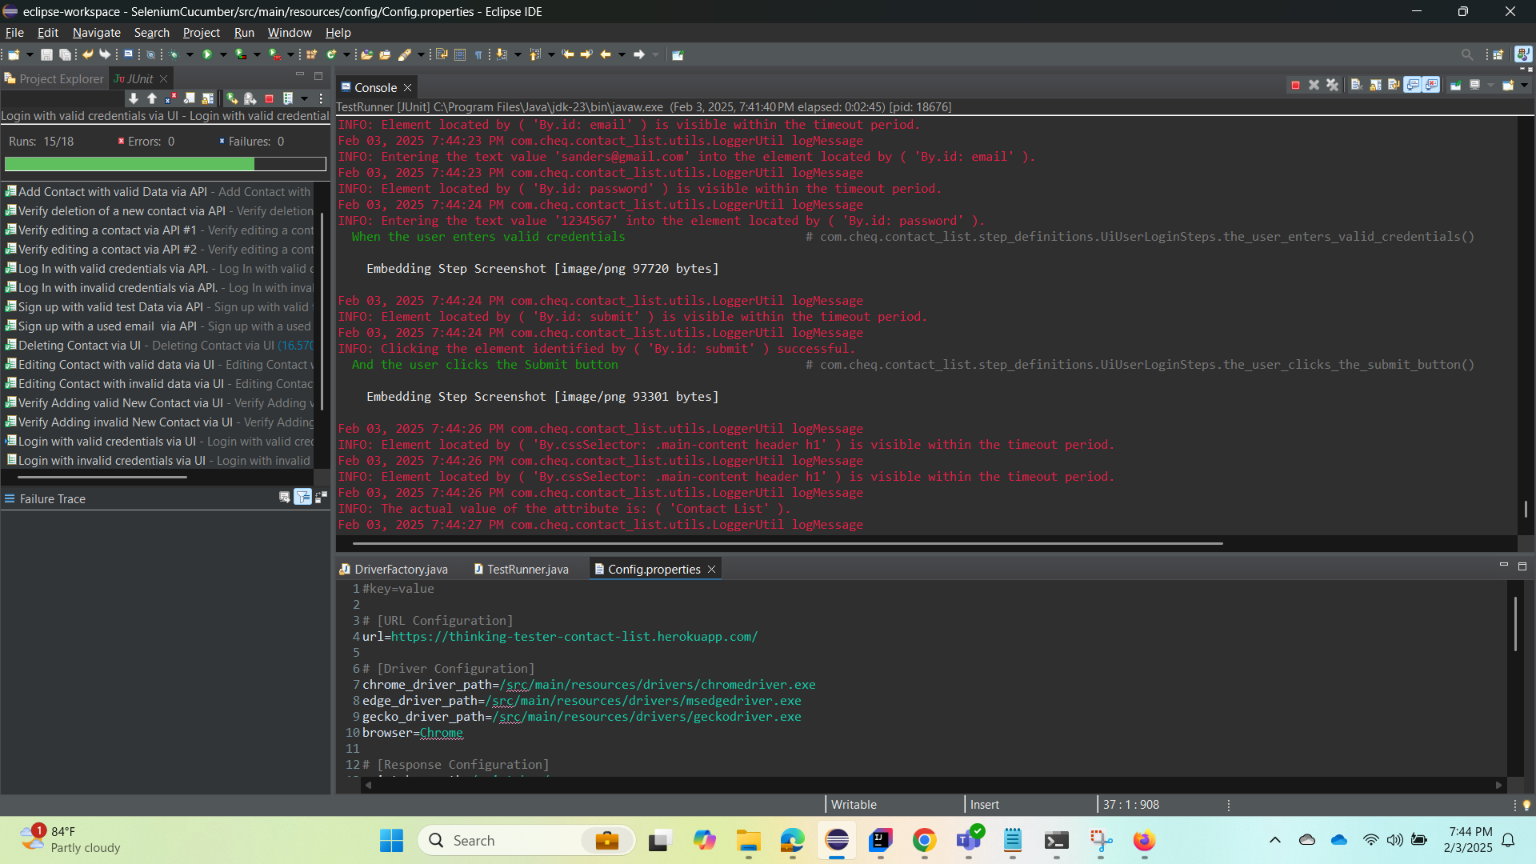 eclipse-workspace - SeleniumCucumber/src/main/resources/config/Config.properties - Eclipse IDE
File Edit Navigate Search Project Run Window Help
Project Explorer JUnit
Login with valid credentials via UI - Login with valid credential
Runs: 15/18 Errors: 0 Failures: 0
Add Contact with valid Data via API - Add Contact with
Verify deletion of a new contact via API - Verify deletion
Verify editing a contact via API #1 - Verify editing a cont
Verify editing a contact via API #2 - Verify editing a cont
Log In with valid credentials via API. - Log In with valid c
Log In with invalid credentials via API. - Log In with inva
Sign up with valid test Data via API - Sign up with valid
Sign up with a used email via API - Sign up with a used
Deleting Contact via UI - Deleting Contact via UI (16.570
Editing Contact with valid data via UI - Editing Contact
Editing Contact with invalid data via UI - Editing Contac
Verify Adding valid New Contact via UI - Verify Adding
Verify Adding invalid New Contact via UI - Verify Adding
Login with valid credentials via UI - Login with valid cre
Login with invalid credentials via UI - Login with invalid
Failure Trace
Console
TestRunner [JUnit] C:\Program Files\Java\jdk-23\bin\javaw.exe (Feb 3, 2025, 7:41:40 PM elapsed: 0:02:45) [pid: 18676]
INFO: Element located by ( 'By.id: email' ) is visible within the timeout period.
Feb 03, 2025 7:44:23 PM com.cheq.contact_list.utils.LoggerUtil logMessage
INFO: Entering the text value 'sanders@gmail.com' into the element located by ( 'By.id: email' ).
Feb 03, 2025 7:44:23 PM com.cheq.contact_list.utils.LoggerUtil logMessage
INFO: Element located by ( 'By.id: password' ) is visible within the timeout period.
Feb 03, 2025 7:44:24 PM com.cheq.contact_list.utils.LoggerUtil logMessage
INFO: Entering the text value '1234567' into the element located by ( 'By.id: password' ).
When the user enters valid credentials # com.cheq.contact_list.step_definitions.UiUserLoginSteps.the_user_enters_valid_credentials()
Embedding Step Screenshot [image/png 97720 bytes]
Feb 03, 2025 7:44:24 PM com.cheq.contact_list.utils.LoggerUtil logMessage
INFO: Element located by ( 'By.id: submit' ) is visible within the timeout period.
Feb 03, 2025 7:44:24 PM com.cheq.contact_list.utils.LoggerUtil logMessage
INFO: Clicking the element identified by ( 'By.id: submit' ) successful.
And the user clicks the Submit button # com.cheq.contact_list.step_definitions.UiUserLoginSteps.the_user_clicks_the_submit_button()
Embedding Step Screenshot [image/png 93301 bytes]
Feb 03, 2025 7:44:26 PM com.cheq.contact_list.utils.LoggerUtil logMessage
INFO: Element located by ( 'By.cssSelector: .main-content header h1' ) is visible within the timeout period.
Feb 03, 2025 7:44:26 PM com.cheq.contact_list.utils.LoggerUtil logMessage
INFO: Element located by ( 'By.cssSelector: .main-content header h1' ) is visible within the timeout period.
Feb 03, 2025 7:44:26 PM com.cheq.contact_list.utils.LoggerUtil logMessage
INFO: The actual value of the attribute is: ( 'Contact List' ).
Feb 03, 2025 7:44:27 PM com.cheq.contact_list.utils.LoggerUtil logMessage
DriverFactory.java TestRunner.java Config.properties
1 #key=value
2
3 # [URL Configuration]
4 url=https://thinking-tester-contact-list.herokuapp.com/
5
6 # [Driver Configuration]
7 chrome_driver_path=/src/main/resources/drivers/chromedriver.exe
8 edge_driver_path=/src/main/resources/drivers/msedgedriver.exe
9 gecko_driver_path=/src/main/resources/drivers/geckodriver.exe
10 browser=Chrome
11
12 # [Response Configuration]
Writable Insert 37 : 1 : 908
1 84°F
Partly cloudy
Search
7:44 PM
2/3/2025